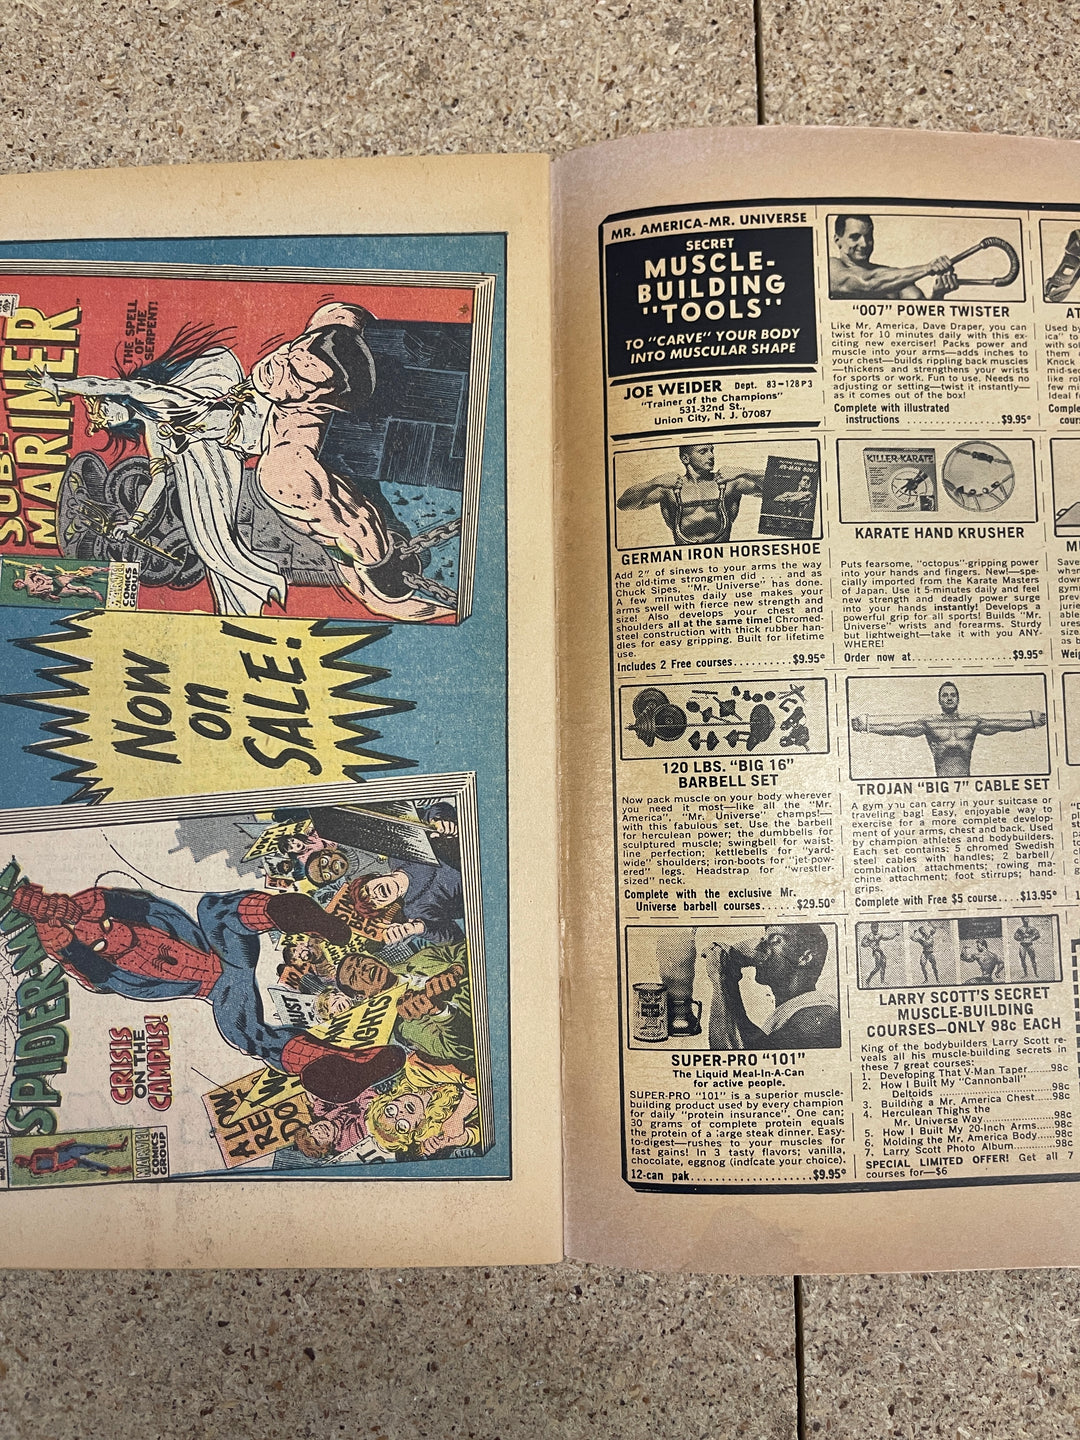 SUB-
MARINER
THE SPELL
OF THE
SERPENT!
MARVEL
COMICS
GROUP
NOW
on
SALE!
SPIDER-MAN
CRISIS
ON THE
CAMPUS!
MARVEL
COMICS
GROUP
JAN
MR. AMERICA-MR. UNIVERSE
SECRET
MUSCLE-
BUILDING
"TOOLS"
TO "CARVE" YOUR BODY
INTO MUSCULAR SHAPE
JOE WEIDER Dept. 83-128P3
"Trainer of the Champions"
531-32nd St.,
Union City, N. J. 07087
"007" POWER TWISTER
Like Mr. America, Dave Draper, you can
twist for 10 minutes daily with this ex-
citing new exerciser! Packs power and
muscle into your arms—adds inches to
your chest—builds rippling back muscles
—thickens and strengthens your wrists
for sports or work. Fun to use. Needs no
adjusting or setting—twist it instantly—
as it comes out of the box!
Complete with illustrated
instructions ................$9.95*
GERMAN IRON HORSESHOE
Add 2" of sinews to your arms the way
the old-time strongmen did . . . and as
Chuck Sipes, "Mr. Universe" has done.
A few minutes daily use makes your
arms swell with fierce new strength and
size! Also develops your chest and
shoulders all at the same time! Chromed-
steel construction with thick rubber han-
dles for easy gripping. Built for lifetime
use.
Includes 2 Free courses..........$9.95*
KILLER-KARATE
KARATE HAND KRUSHER
Puts fearsome, "octopus"-gripping power
into your hands and fingers. New—spe-
cially imported from the Karate Masters
of Japan. Use it 5-minutes daily and feel
new strength and deadly power surge
into your hands instantly! Develops a
powerful grip for all sports! Builds "Mr.
Universe" wrists and forearms. Sturdy
but lightweight—take it with you ANY-
WHERE!
Order now at.................$9.95*
120 LBS. "BIG 16"
BARBELL SET
Now pack muscle on your body wherever
you need it most—like all the "Mr.
America", "Mr. Universe" champs!—
with this fabulous set. Use the barbell
for herculean power; the dumbbells for
sculptured muscle; swingbell for waist-
line perfection; kettlebells for "yard-
wide" shoulders; iron-boots for "jet-pow-
ered" legs. Headstrap for "wrestler-
sized" neck.
Complete with the exclusive Mr.
Universe barbell courses......$29.50*
TROJAN "BIG 7" CABLE SET
A gym you can carry in your suitcase or
traveling bag! Easy, enjoyable way to
exercise for a more complete develop-
ment of your arms, chest and back. Used
by champion athletes and bodybuilders.
Each set contains: 5 chromed Swedish
steel cables with handles; 2 barbell/
combination attachments; rowing ma-
chine attachment; foot stirrups; hand-
grips.
Complete with Free $5 course....$13.95*
SUPER-PRO "101"
The Liquid Meal-In-A-Can
for active people.
SUPER-PRO "101" is a superior muscle-
building product used by every champion
for daily "protein insurance". One can;
30 grams of complete protein equals
the protein of a large steak dinner. Easy-
to-digest—rushes to your muscles for
fast gains! In 3 tasty flavors; vanilla,
chocolate, eggnog (indicate your choice).
12-can pak.....................$9.95*
LARRY SCOTT'S SECRET
MUSCLE-BUILDING
COURSES—ONLY 98c EACH
King of the bodybuilders Larry Scott re-
veals all his muscle-building secrets in
these 7 great courses:
1. Developing That V-Man Taper.....98c
2. How I Built My "Cannonball"
Deltoids ..................98c
3. Building a Mr. America Chest.....98c
4. Herculean Thighs the
Mr. Universe Way............98c
5. How I Built My 20-Inch Arms.....98c
6. Molding the Mr. America Body.....98c
7. Larry Scott Photo Album.........98c
SPECIAL LIMITED OFFER! Get all 7
courses for—$6